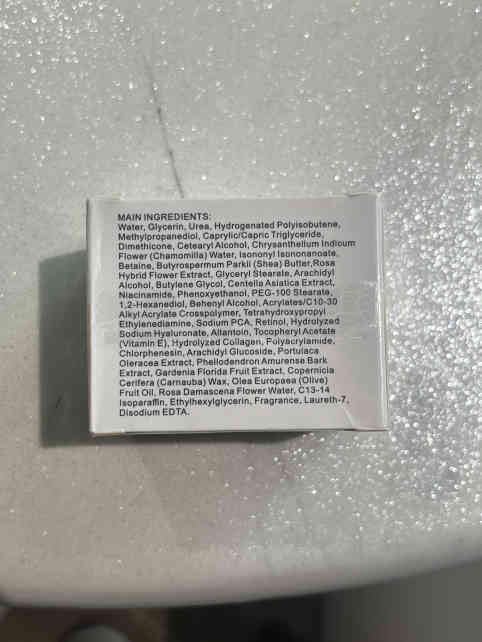 MAIN INGREDIENTS:
Water, Glycerin, Urea, Hydrogenated Polyisobutene,
Methylpropanediol, Caprylic/Capric Triglyceride,
Dimethicone, Cetearyl Alcohol, Chrysanthellum Indicum
Flower (Chamomilla) Water, Isononyl Isononanoate,
Betaine, Butyrospermum Parkii (Shea) Butter,Rosa
Hybrid Flower Extract, Glyceryl Stearate, Arachidyl
Alcohol, Butylene Glycol, Centella Asiatica Extract,
Niacinamide, Phenoxyethanol, PEG-100 Stearate,
1,2-Hexanediol, Behenyl Alcohol, Acrylates/C10-30
Alkyl Acrylate Crosspolymer, Tetrahydroxypropyl
Ethylenediamine, Sodium PCA, Retinol, Hydrolyzed
Sodium Hyaluronate, Allantoin, Tocopheryl Acetate
(Vitamin E), Hydrolyzed Collagen, Polyacrylamide,
Chlorphenesin, Arachidyl Glucoside, Portulaca
Oleracea Extract, Phellodendron Amurense Bark
Extract, Gardenia Florida Fruit Extract, Copernicia
Cerifera (Carnauba) Wax, Olea Europaea (Olive)
Fruit Oil, Rosa Damascena Flower Water, C13-14
Isoparaffin, Ethylhexylglycerin, Fragrance, Laureth-7,
Disodium EDTA.